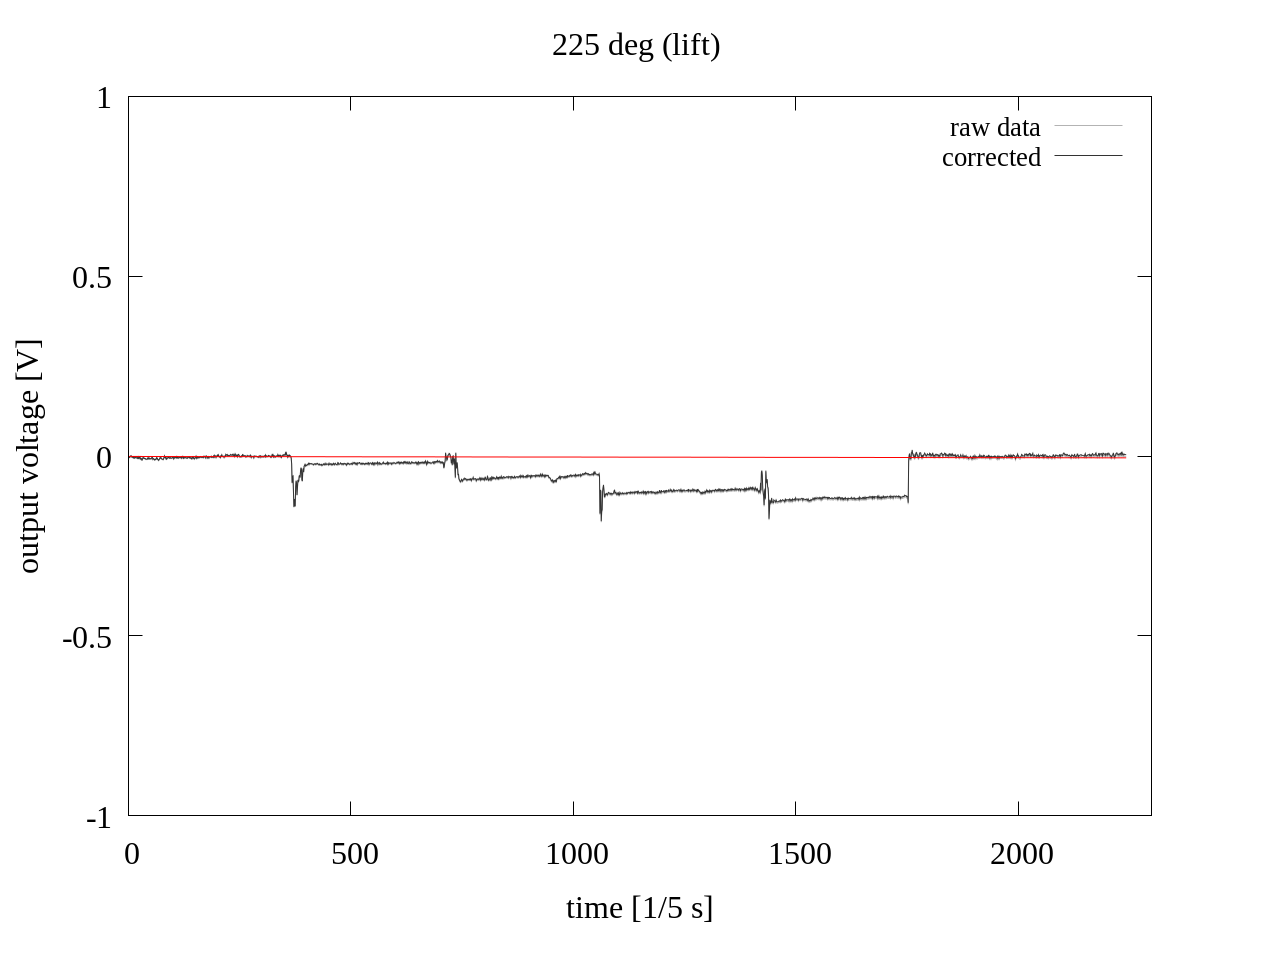 225 deg (lift)
1
raw data
corrected
0.5
0
-0.5
-1
output voltage [V]
0 500 1000 1500 2000
time [1/5 s]